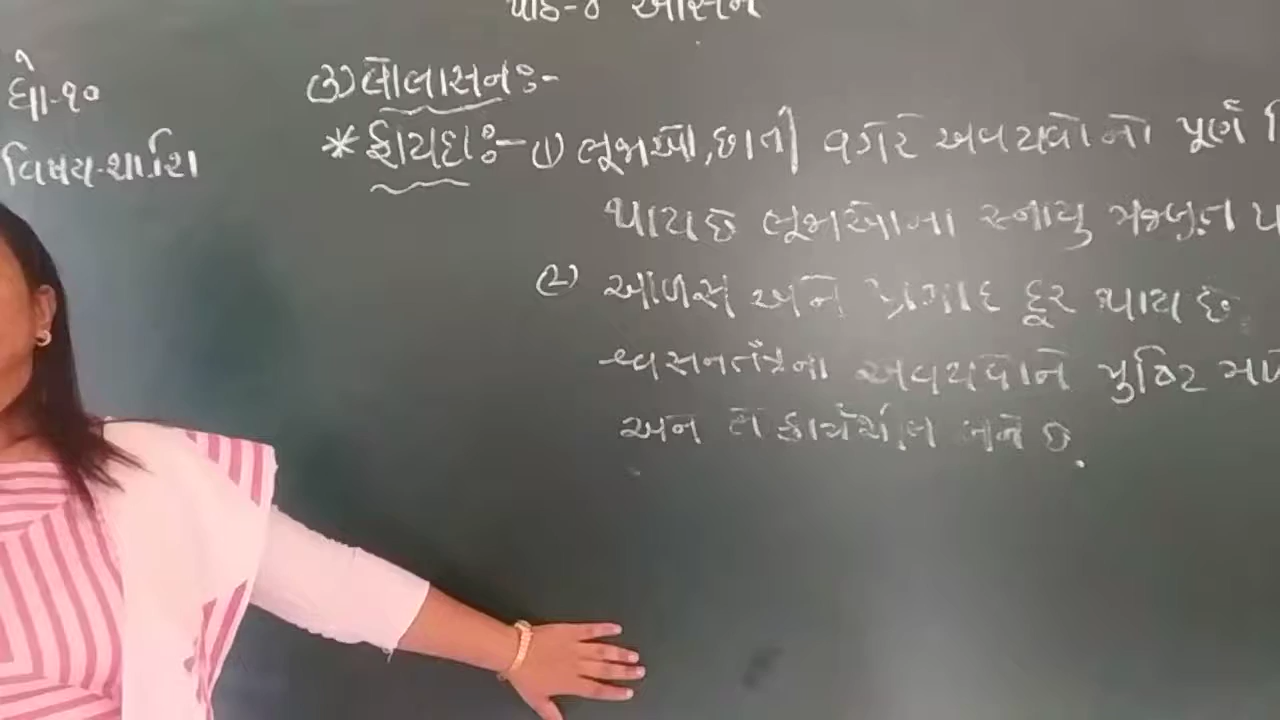 પાઠ-૪ આસન
ધો-૧૦
વિષય-શા.શિ
(૩) લોલાસન:-
* ફાયદા:- (૧) ભૂજાઓ, છાતી વગેરે અવયવોનો પૂર્ણ વિ
થાય છે ભૂજાઓના સ્નાયુ મજબુત
(૨) આળસ અને પ્રમાદ દૂર થાય છે.
શ્વસનતંત્રના અવયવોને પુષ્ટિ મળે
અને તે કાર્યશીલ બને છે.